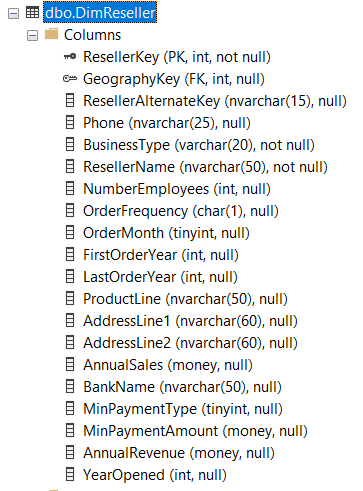 dbo.DimReseller
Columns
ResellerKey (PK, int, not null)
GeographyKey (FK, int, null)
ResellerAlternateKey (nvarchar(15), null)
Phone (nvarchar(25), null)
BusinessType (varchar(20), not null)
ResellerName (nvarchar(50), not null)
NumberEmployees (int, null)
OrderFrequency (char(1), null)
OrderMonth (tinyint, null)
FirstOrderYear (int, null)
LastOrderYear (int, null)
ProductLine (nvarchar(50), null)
AddressLine1 (nvarchar(60), null)
AddressLine2 (nvarchar(60), null)
AnnualSales (money, null)
BankName (nvarchar(50), null)
MinPaymentType (tinyint, null)
MinPaymentAmount (money, null)
AnnualRevenue (money, null)
YearOpened (int, null)